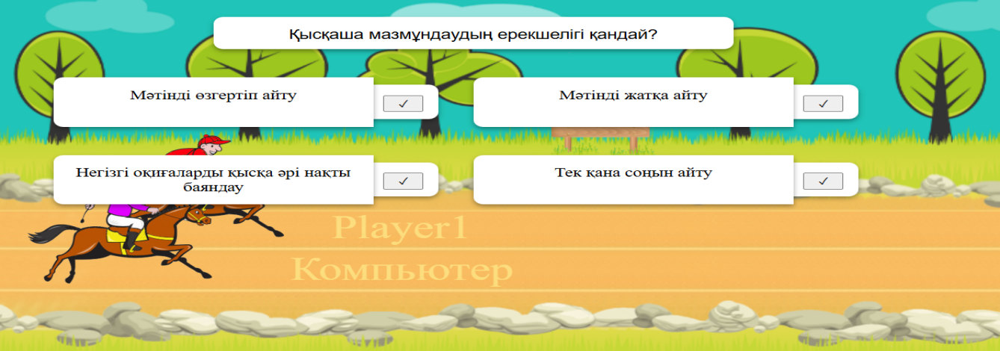 Қысқаша мазмұндаудың ерекшелігі қандай?
Мәтінді өзгертіп айту
Мәтінді жатқа айту
Негізгі оқиғаларды қысқа әрі нақты
баяндау
Тек қана соңын айту
Player1
Компьютер